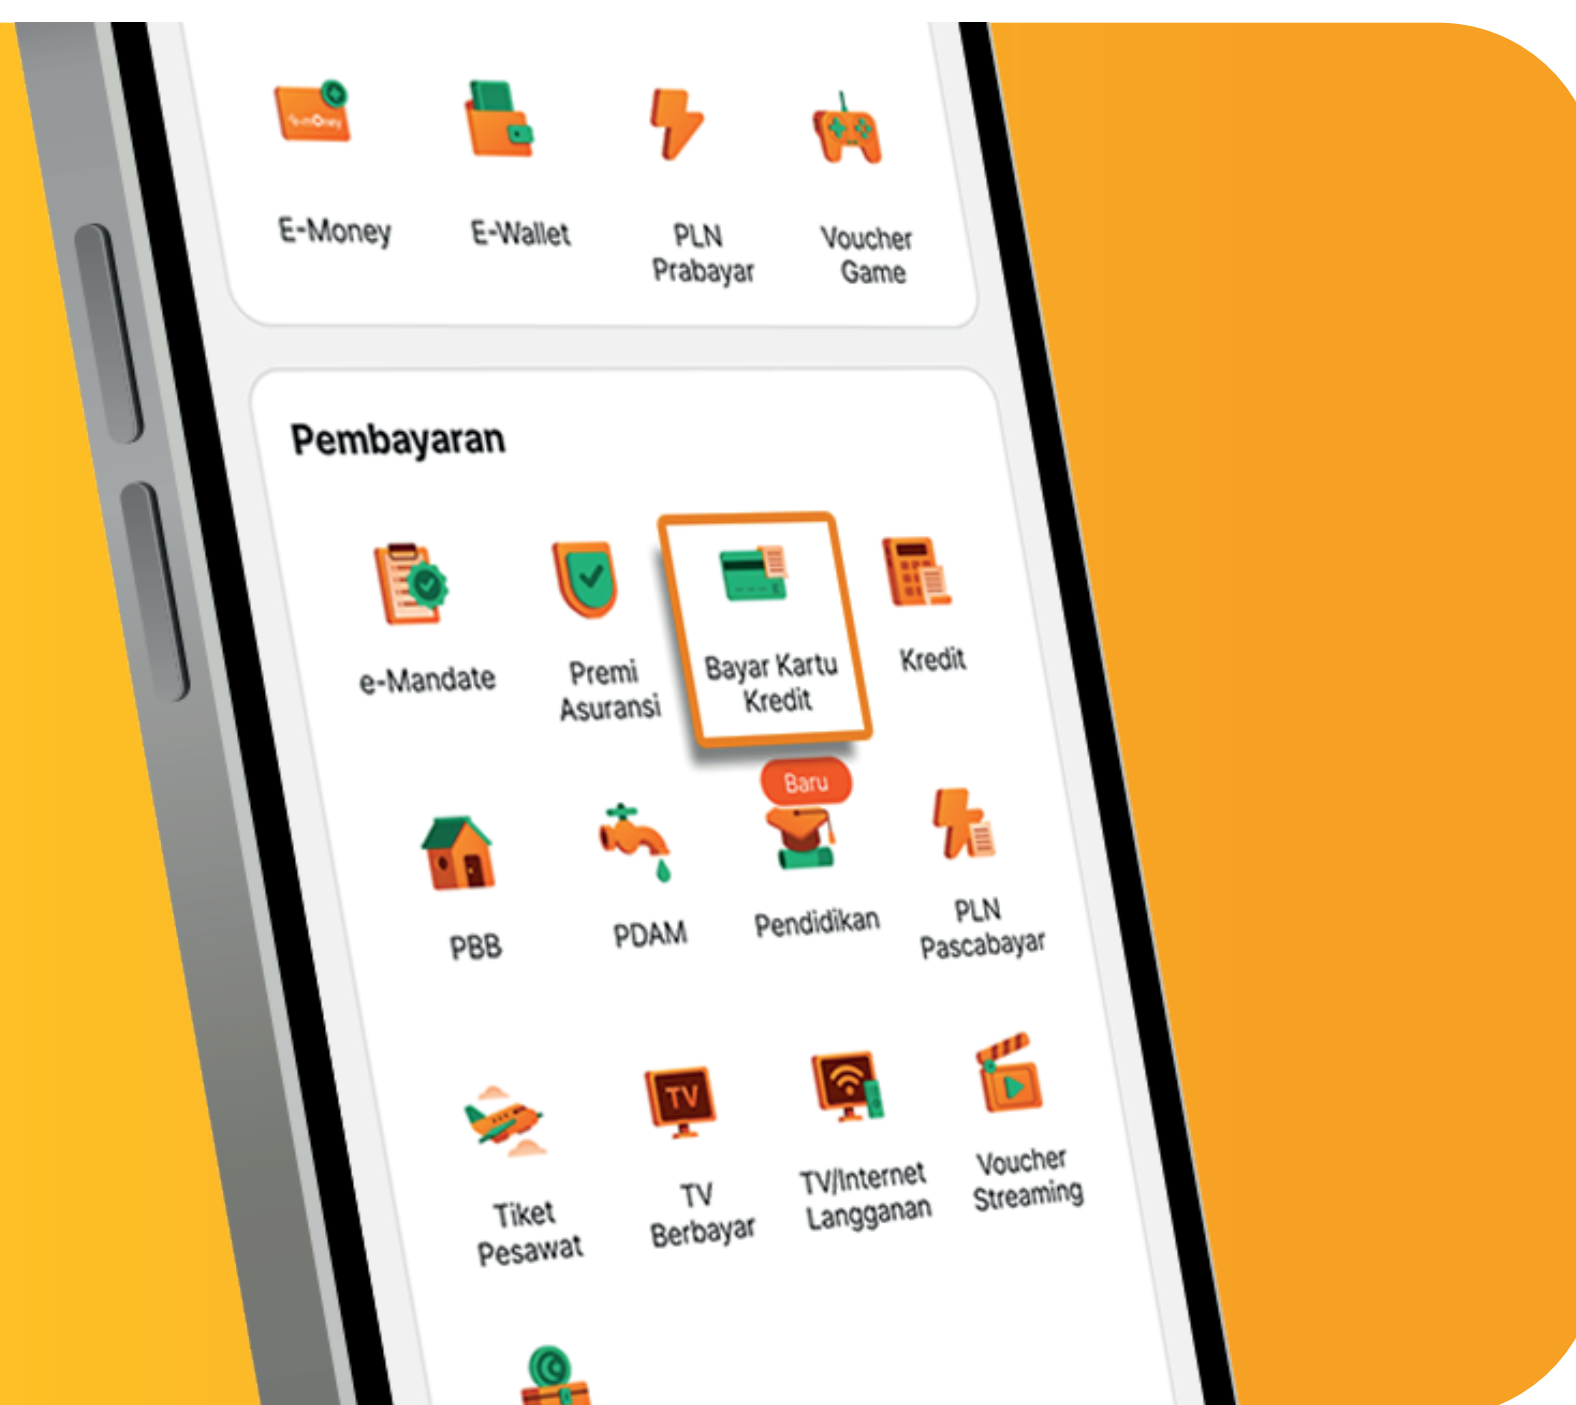 E-Money
E-Wallet
PLN
Prabayar
Voucher
Game
Pembayaran
e-Mandate
Premi
Asuransi
Bayar Kartu
Kredit
Kredit
PBB
PDAM
Baru
Pendidikan
PLN
Pascabayar
Tiket
Pesawat
TV
TV
Berbayar
TV/Internet
Langganan
Voucher
Streaming